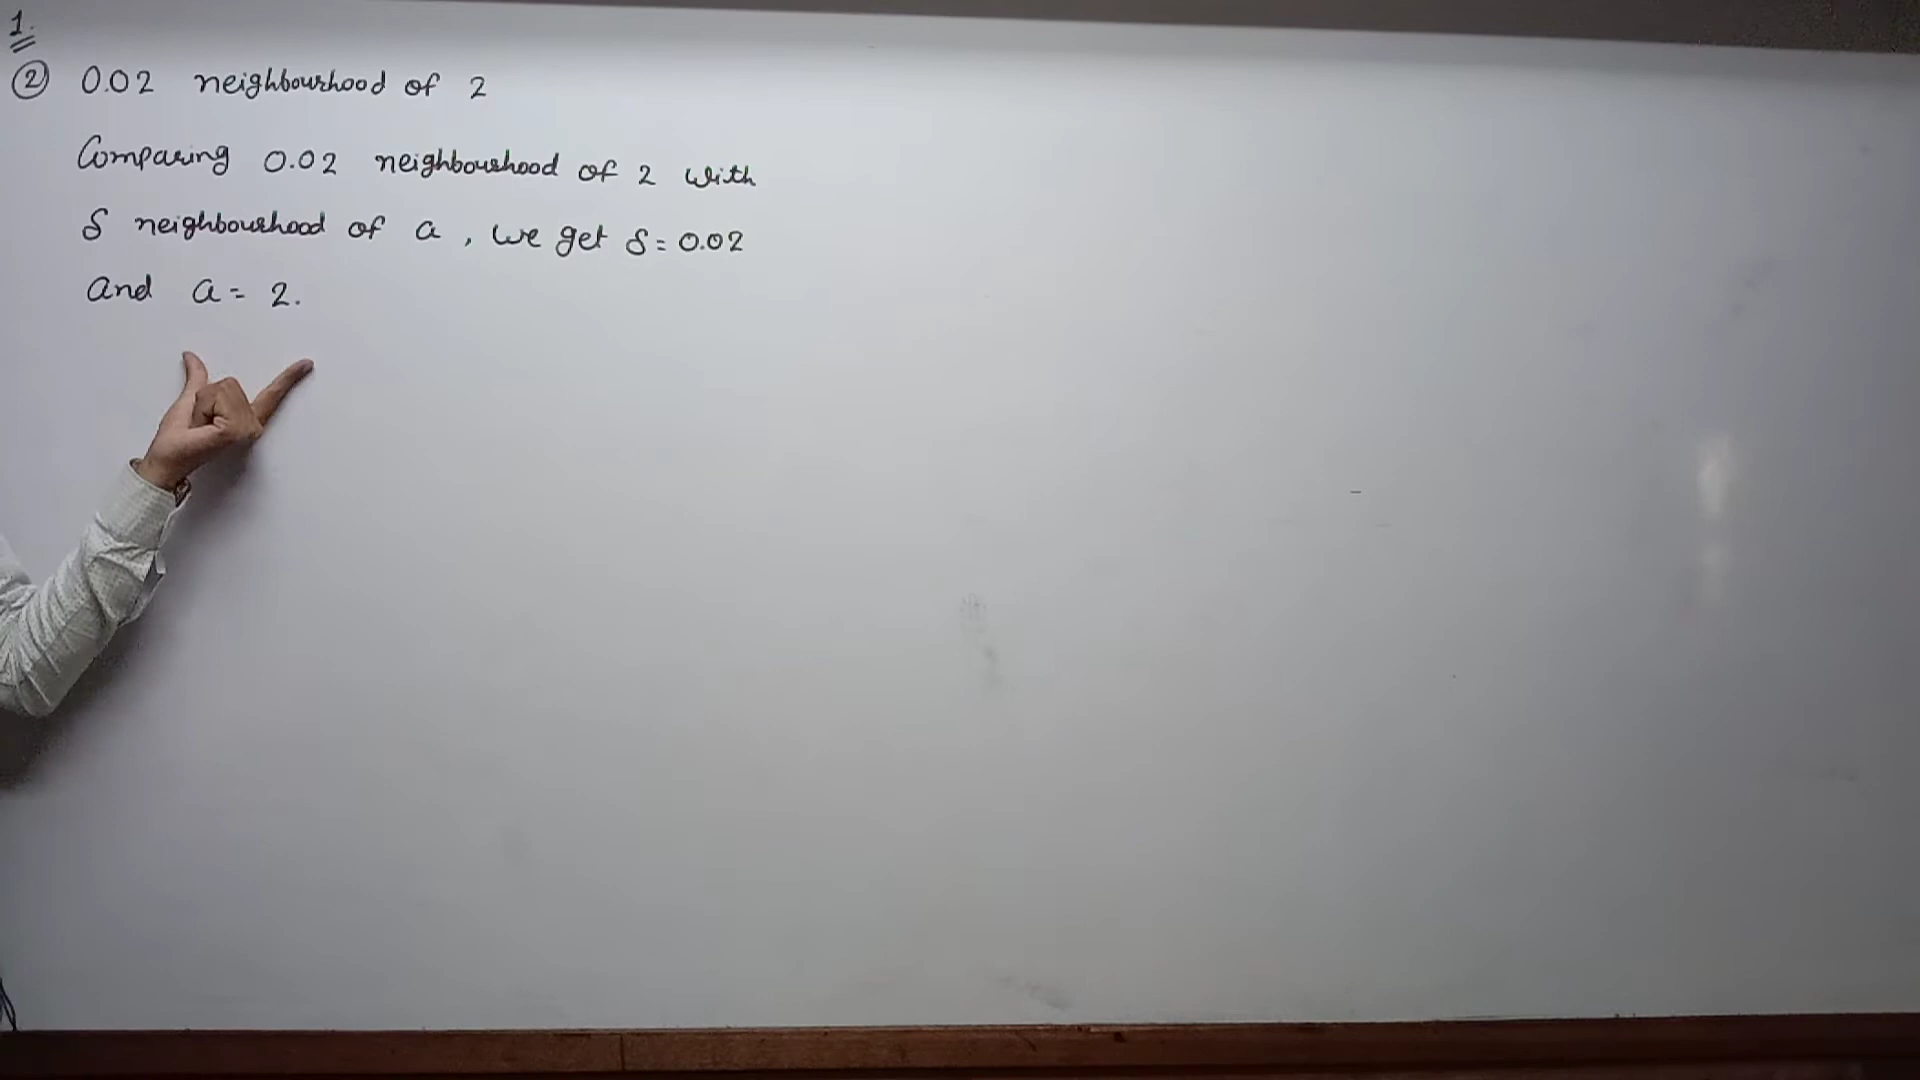 1.
② 0.02 neighbourhood of 2
Comparing 0.02 neighbourhood of 2 with
δ neighbourhood of a, we get δ = 0.02
and a = 2.